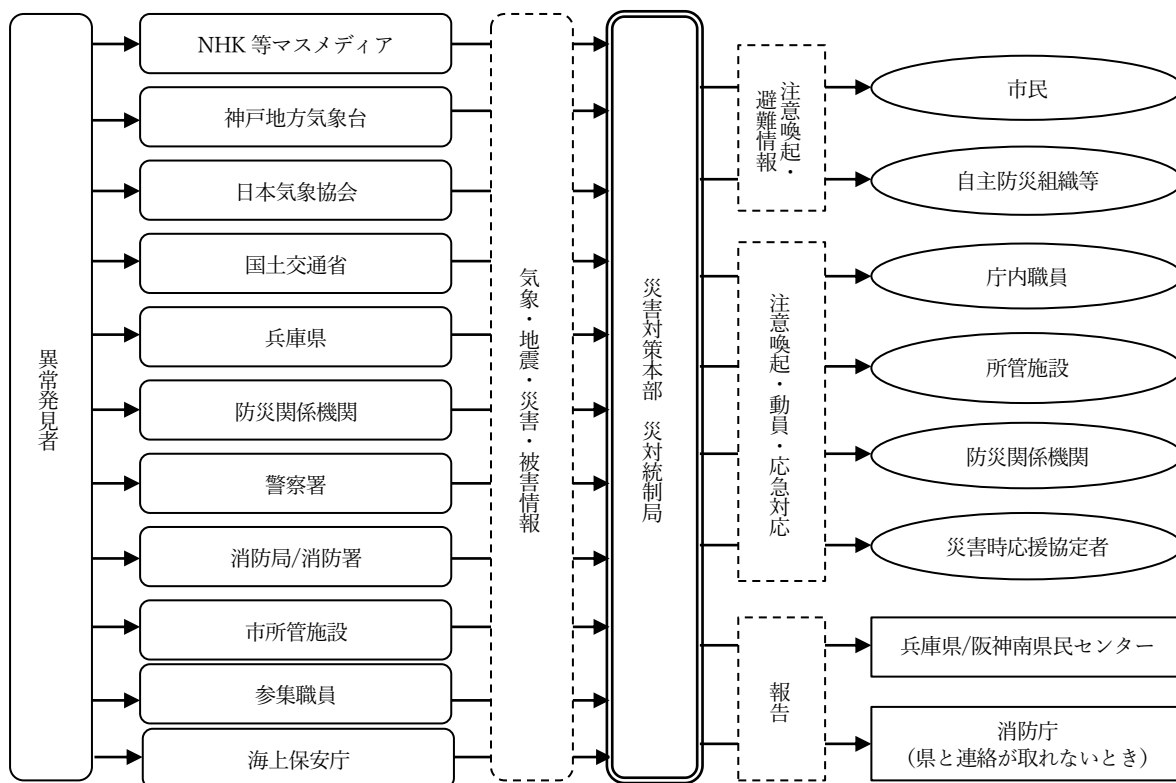 異常発見者
NHK 等マスメディア
神戸地方気象台
日本気象協会
国土交通省
兵庫県
防災関係機関
警察署
消防局/消防署
市所管施設
参集職員
海上保安庁
気象・地震・災害・被害情報
災害対策本部　災対統制局
注意喚起・
避難情報
市民
自主防災組織等
注意喚起・動員・応急対応
庁内職員
所管施設
防災関係機関
災害時応援協定者
報告
兵庫県/阪神南県民センター
消防庁
（県と連絡が取れないとき）